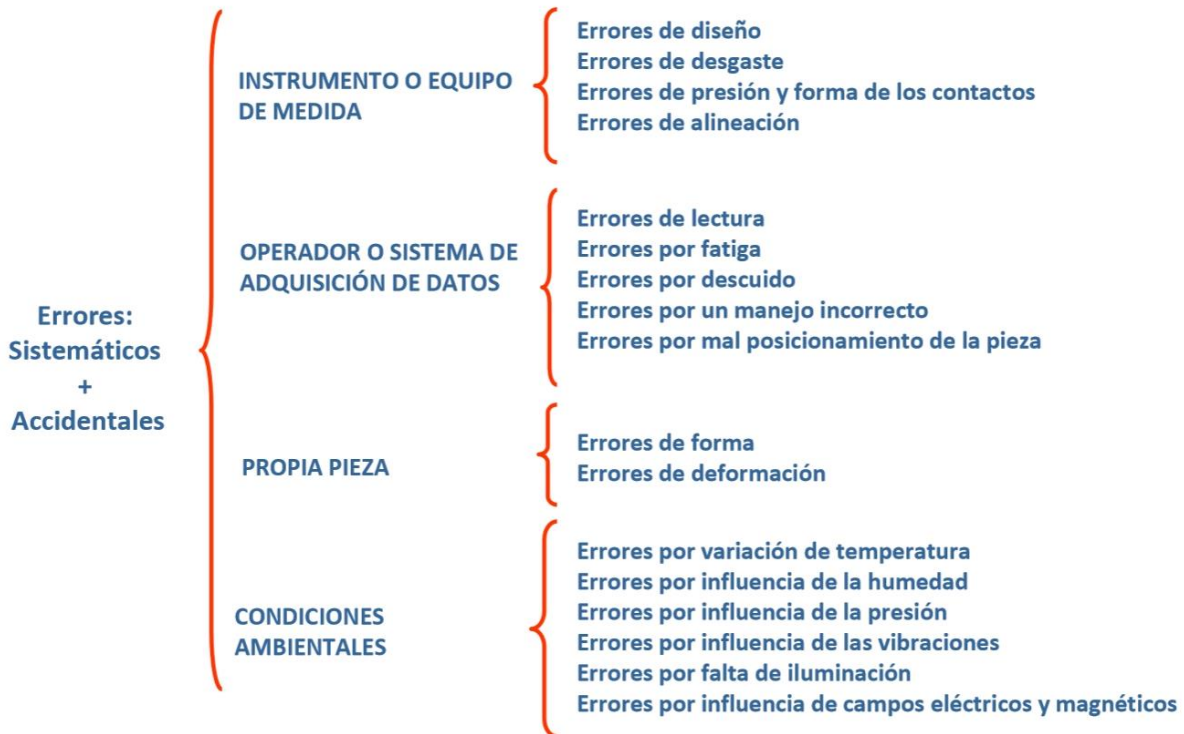 Errores:
Sistemáticos
+
Accidentales
INSTRUMENTO O EQUIPO
DE MEDIDA
Errores de diseño
Errores de desgaste
Errores de presión y forma de los contactos
Errores de alineación
OPERADOR O SISTEMA DE
ADQUISICIÓN DE DATOS
Errores de lectura
Errores por fatiga
Errores por descuido
Errores por un manejo incorrecto
Errores por mal posicionamiento de la pieza
PROPIA PIEZA
Errores de forma
Errores de deformación
CONDICIONES
AMBIENTALES
Errores por variación de temperatura
Errores por influencia de la humedad
Errores por influencia de la presión
Errores por influencia de las vibraciones
Errores por falta de iluminación
Errores por influencia de campos eléctricos y magnéticos